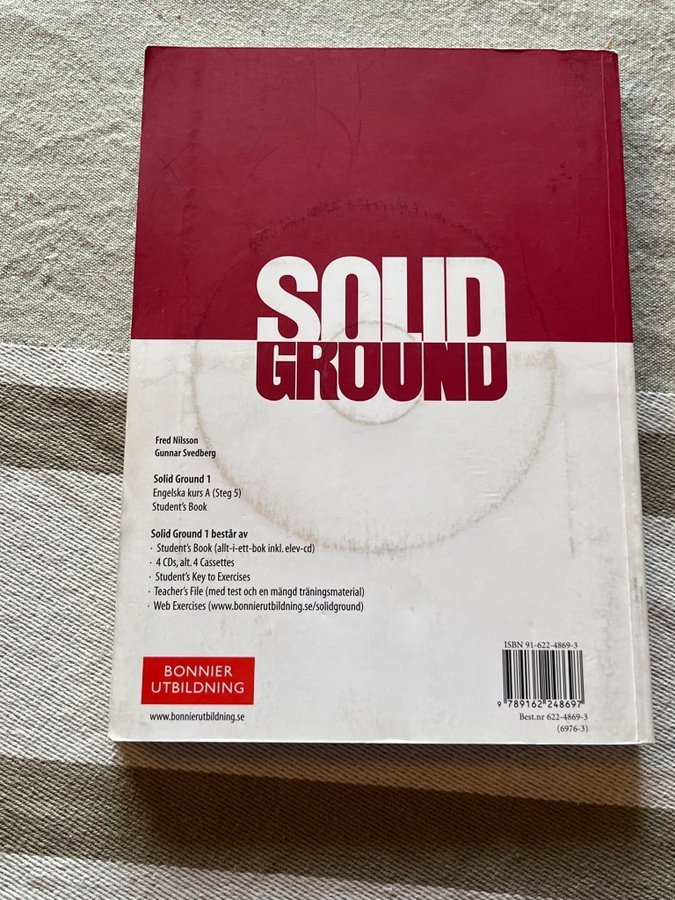 SOLID
GROUND
Fred Nilsson
Gunnar Svedberg
Solid Ground 1
Engelska kurs A (Steg 5)
Student's Book
Solid Ground 1 består av
· Student's Book (allt-i-ett-bok inkl. elev-cd)
· 4 CDs, alt. 4 Cassettes
· Student's Key to Exercises
· Teacher's File (med test och en mängd träningsmaterial)
· Web Exercises (www.bonnierutbildning.se/solidground)
BONNIER
UTBILDNING
www.bonnierutbildning.se
ISBN 91-622-4869-3
9 789162 248697
Best.nr 622-4869-3
(6976-3)